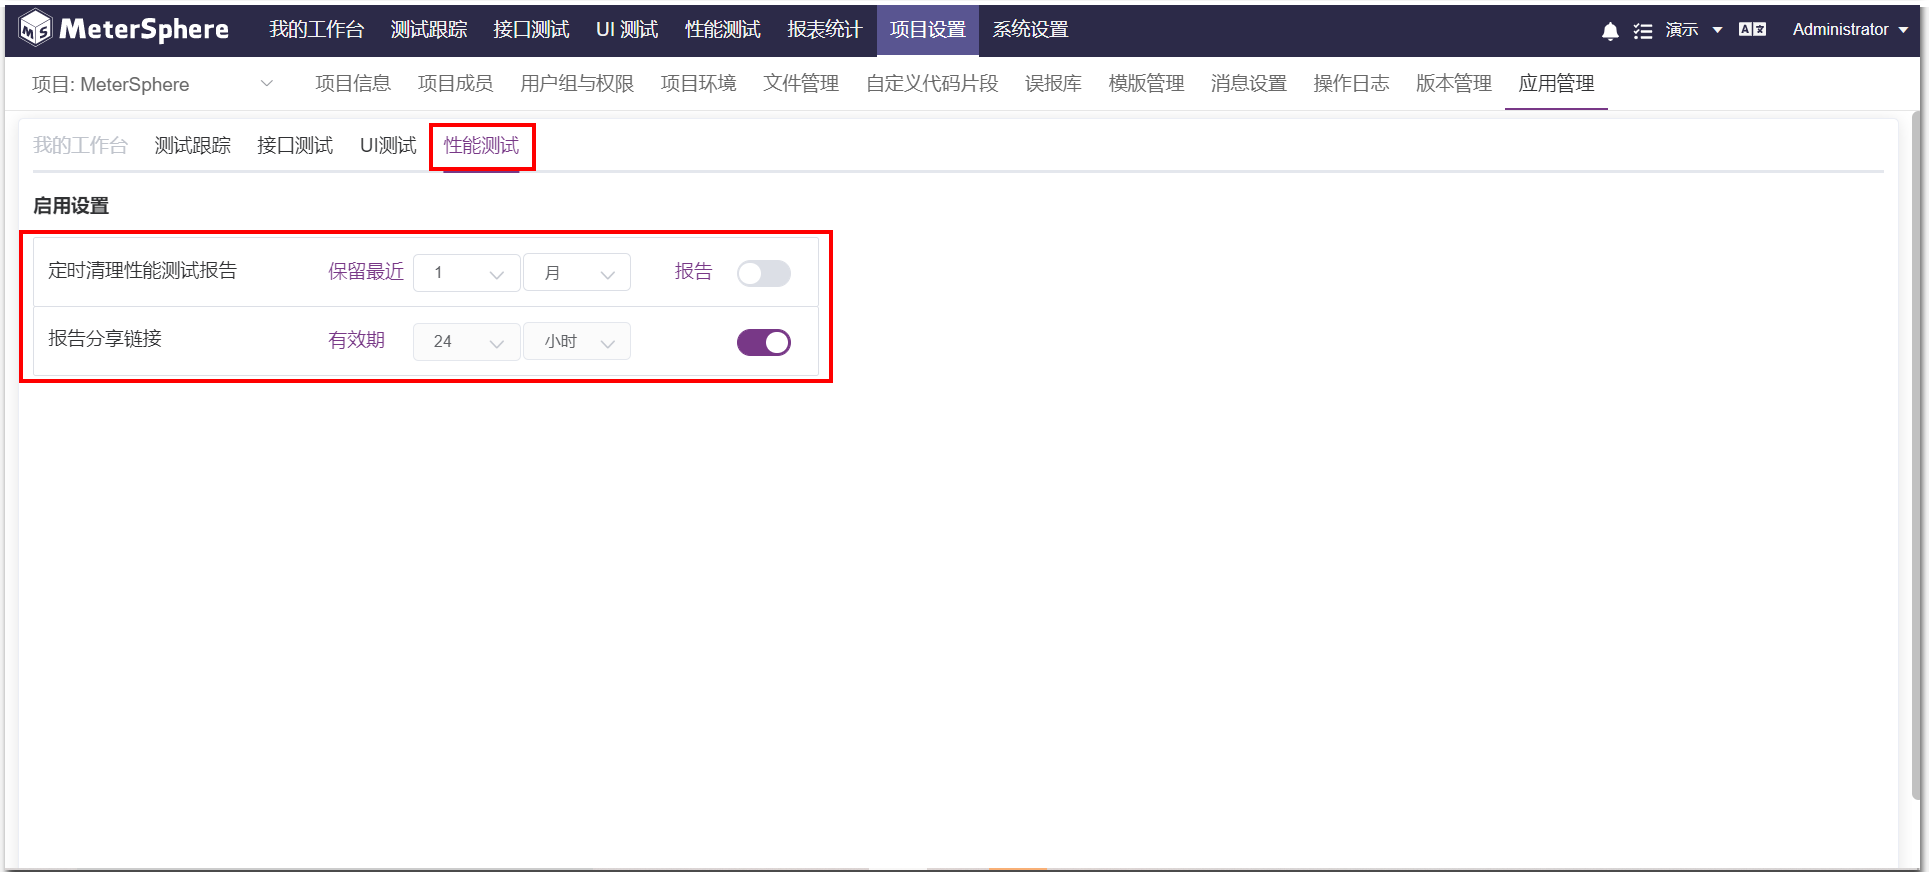 MeterSphere 我的工作台 测试跟踪 接口测试 UI 测试 性能测试 报表统计 项目设置 系统设置 演示 Administrator
项目: MeterSphere 项目信息 项目成员 用户组与权限 项目环境 文件管理 自定义代码片段 误报库 模版管理 消息设置 操作日志 版本管理 应用管理
我的工作台 测试跟踪 接口测试 UI测试 性能测试
启用设置
定时清理性能测试报告 保留最近 1 月 报告
报告分享链接 有效期 24 小时